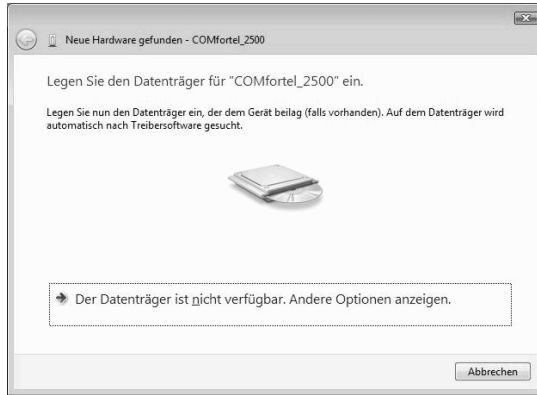 Neue Hardware gefunden - COMfortel_2500
Legen Sie den Datenträger für "COMfortel_2500" ein.
Legen Sie nun den Datenträger ein, der dem Gerät beilag (falls vorhanden). Auf dem Datenträger wird
automatisch nach Treibersoftware gesucht.
Der Datenträger ist nicht verfügbar. Andere Optionen anzeigen.
Abbrechen